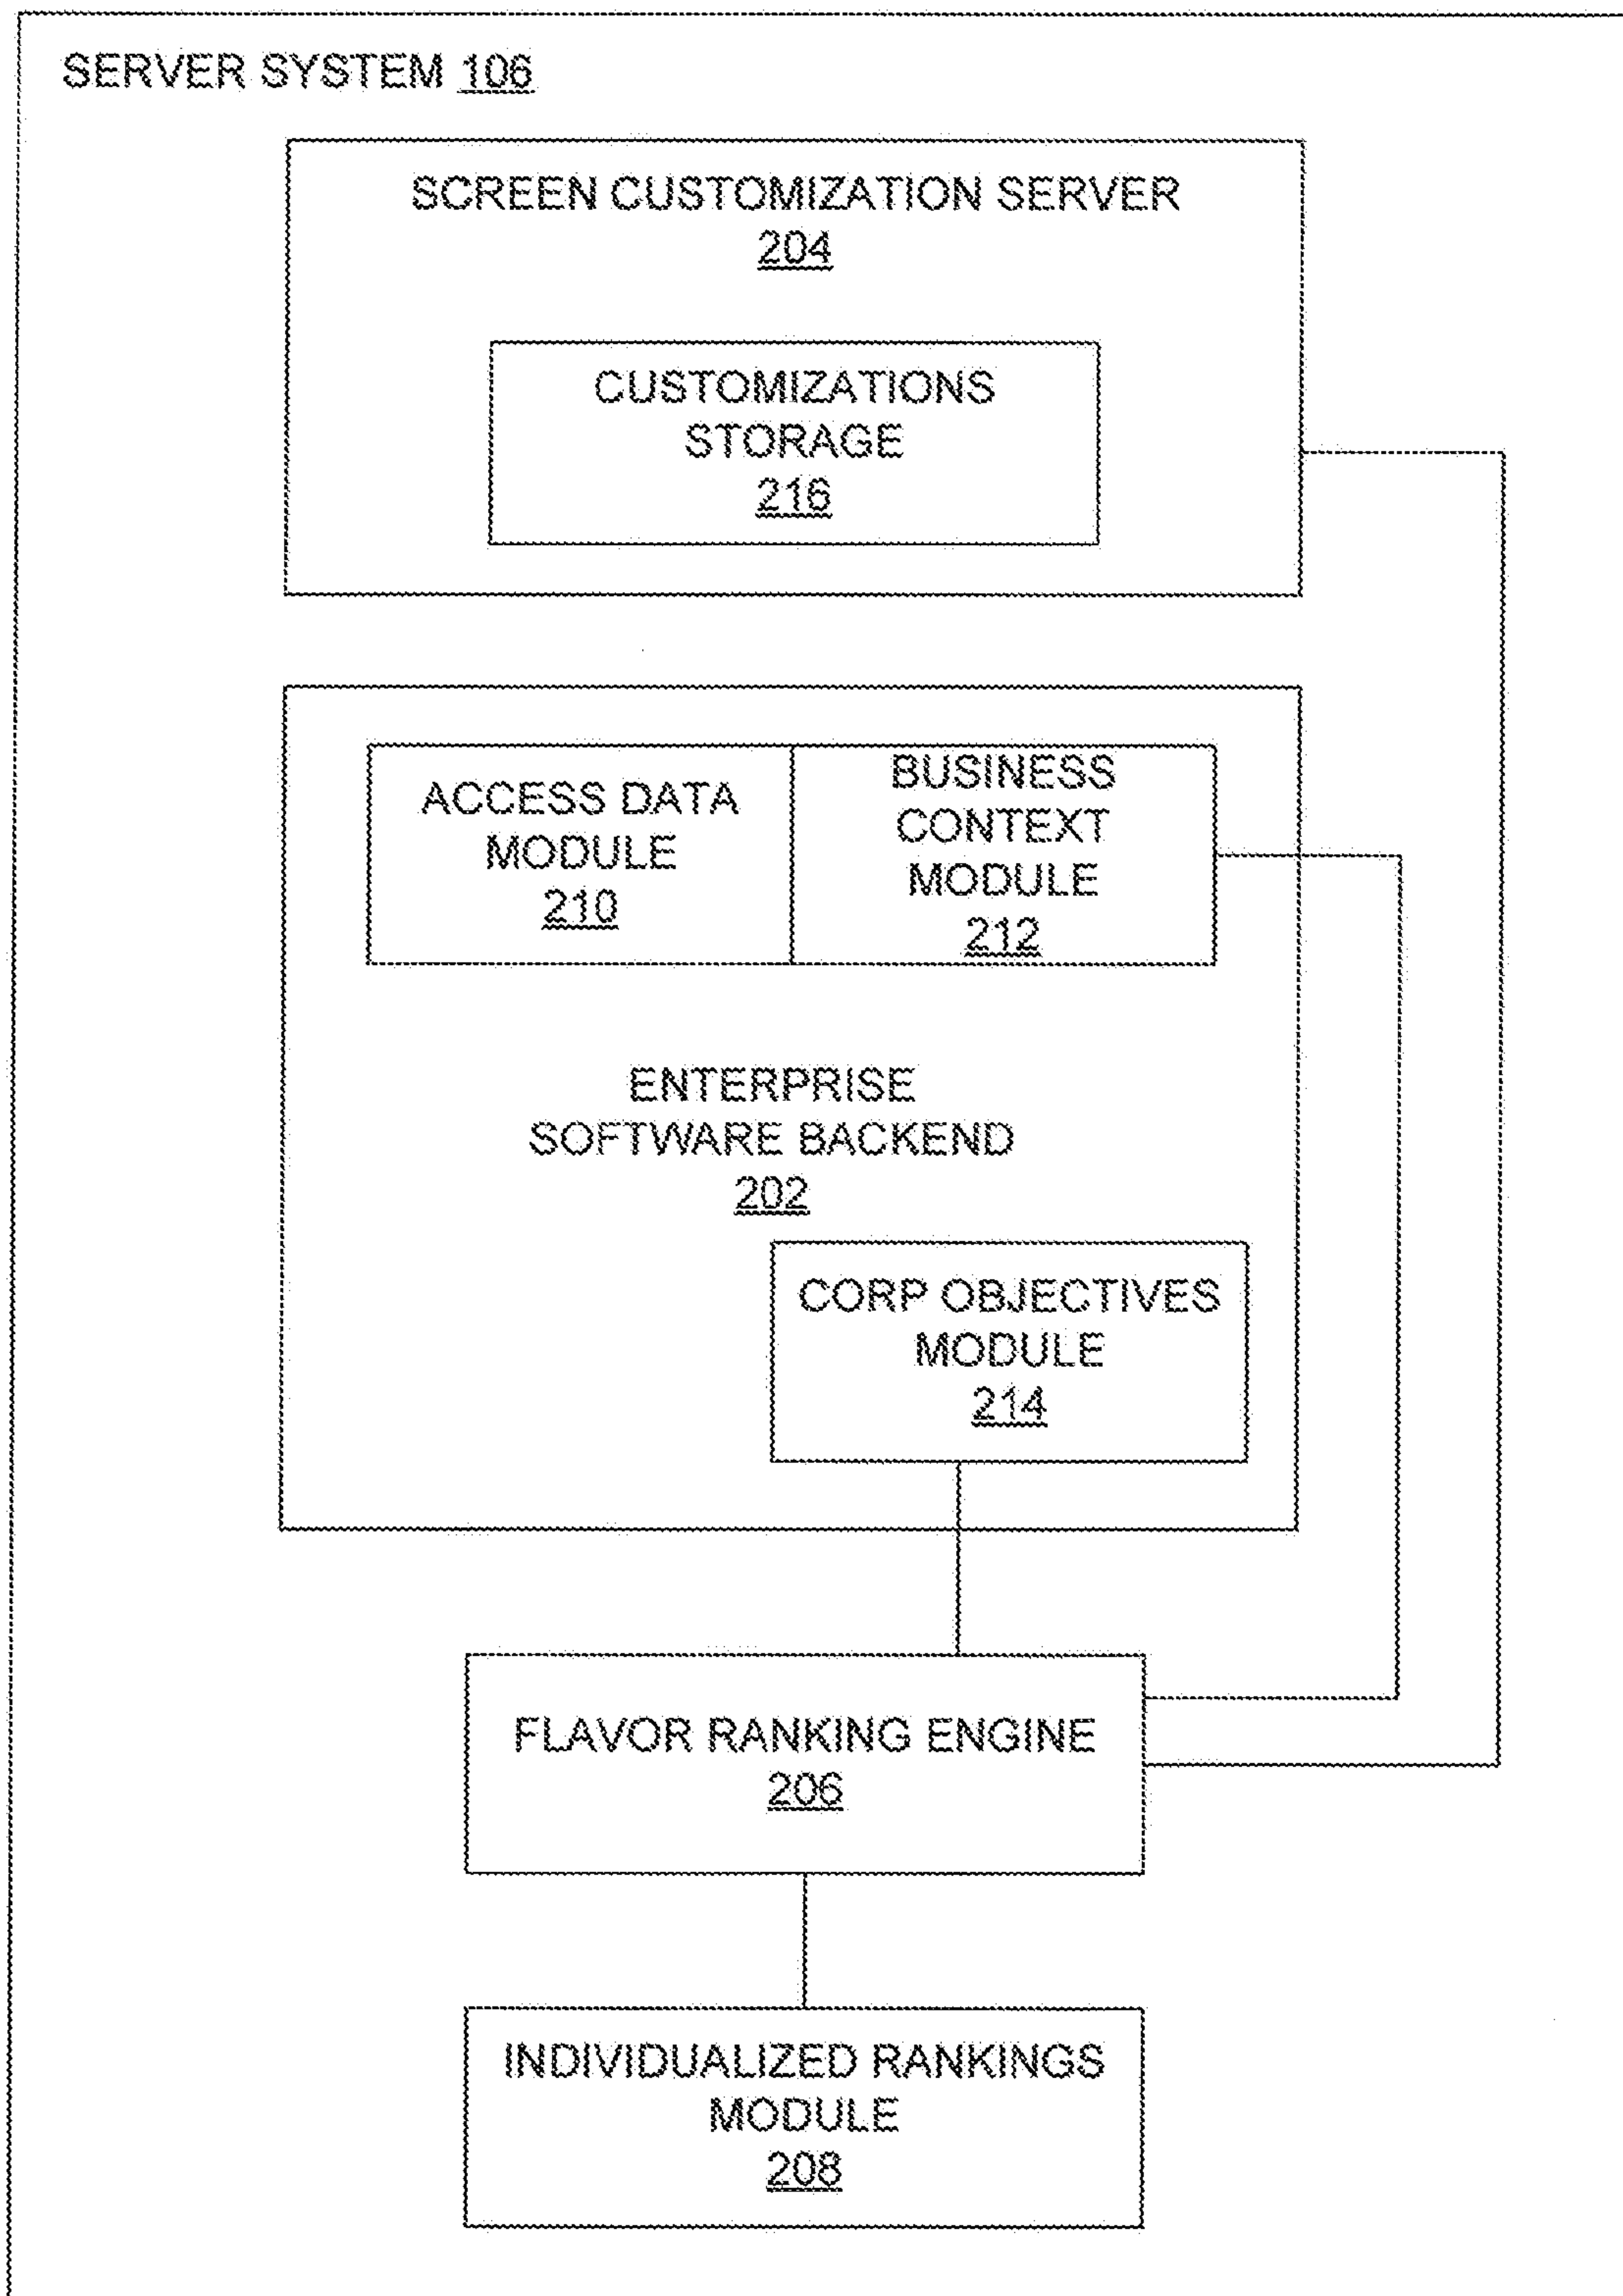 SERVER SYSTEM 106
SCREEN CUSTOMIZATION SERVER
204
CUSTOMIZATIONS
STORAGE
216
ACCESS DATA
MODULE
210
BUSINESS
CONTEXT
MODULE
212
ENTERPRISE
SOFTWARE BACKEND
202
CORP OBJECTIVES
MODULE
214
FLAVOR RANKING ENGINE
206
INDIVIDUALIZED RANKINGS
MODULE
208